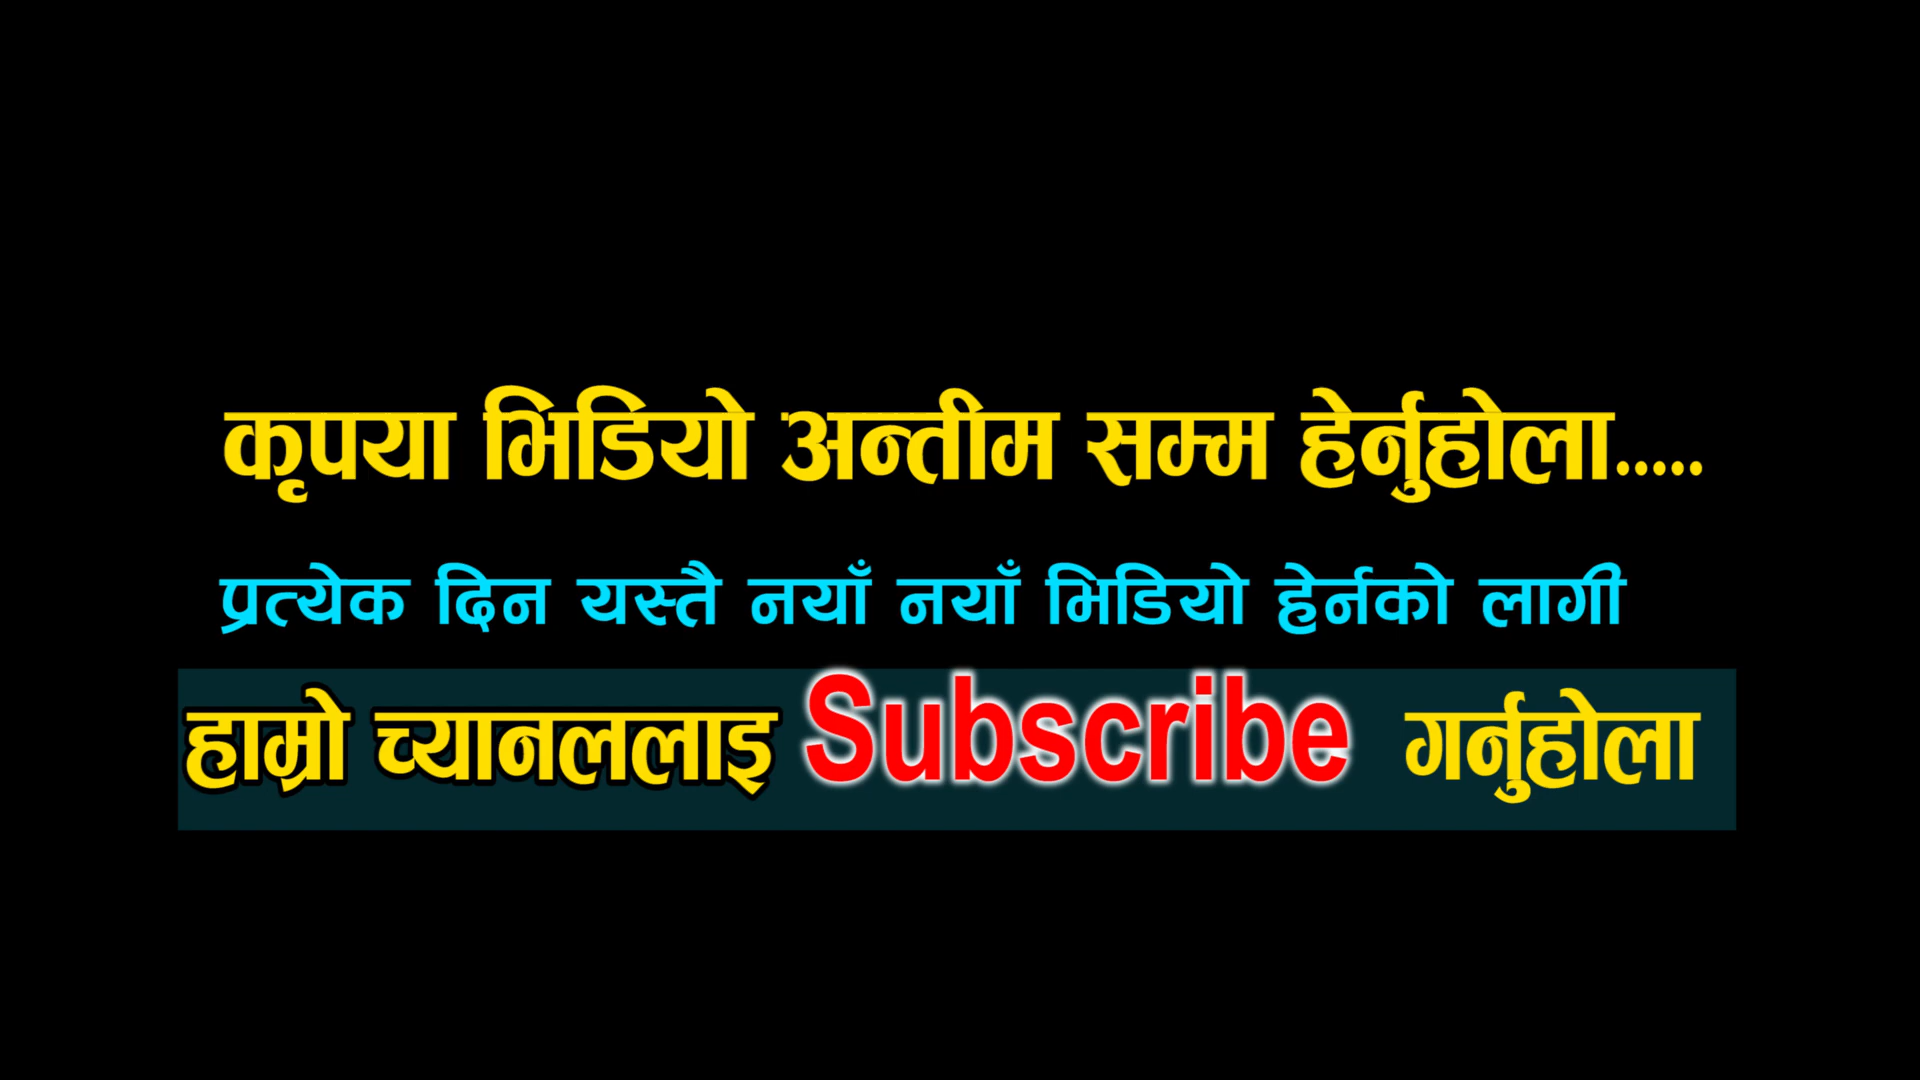 कृपया भिडियो अन्तीम सम्म हेर्नुहोला.....
प्रत्येक दिन यस्तै नयाँ नयाँ भिडियो हेर्नको लागी
हाम्रो च्यानललाइ Subscribe गर्नुहोला